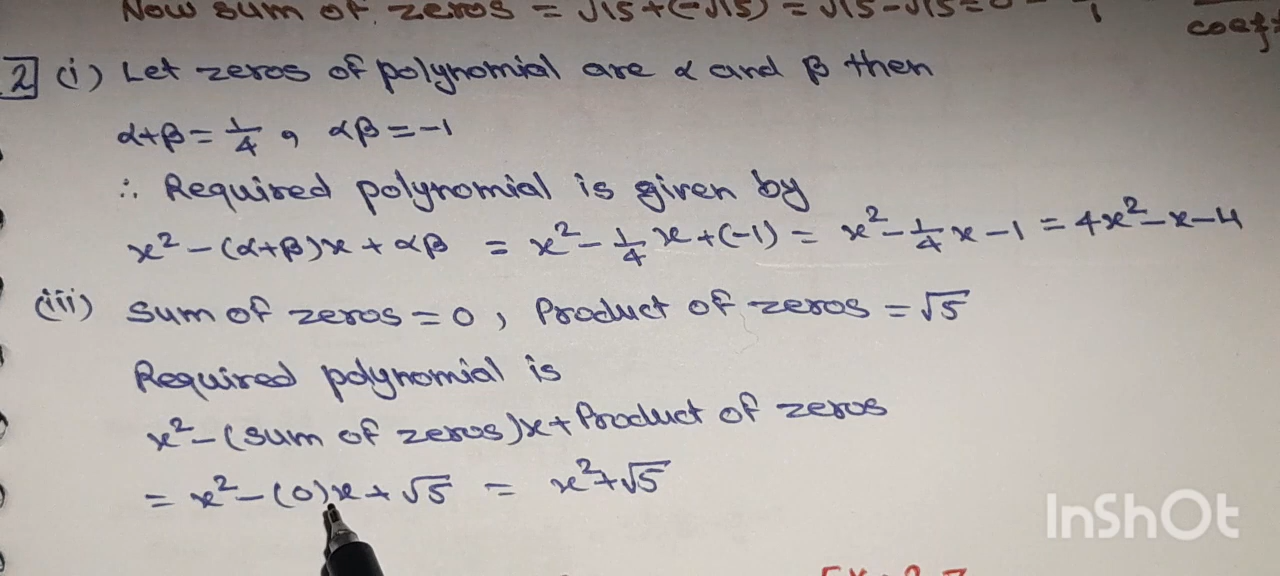 Now sum of zeros = √15+(-√15) = √15-√15=0
1
coef
2 (i) Let zeros of polynomial are α and β then
α+β = 1/4, αβ = -1
∴ Required polynomial is given by
x² - (α+β)x + αβ = x² - 1/4 x + (-1) = x² - 1/4 x - 1 = 4x² - x - 4
(iii) Sum of zeros = 0, Product of zeros = √5
Required polynomial is
x² - (sum of zeros)x + Product of zeros
= x² - (0)x + √5 = x² + √5
InShOt